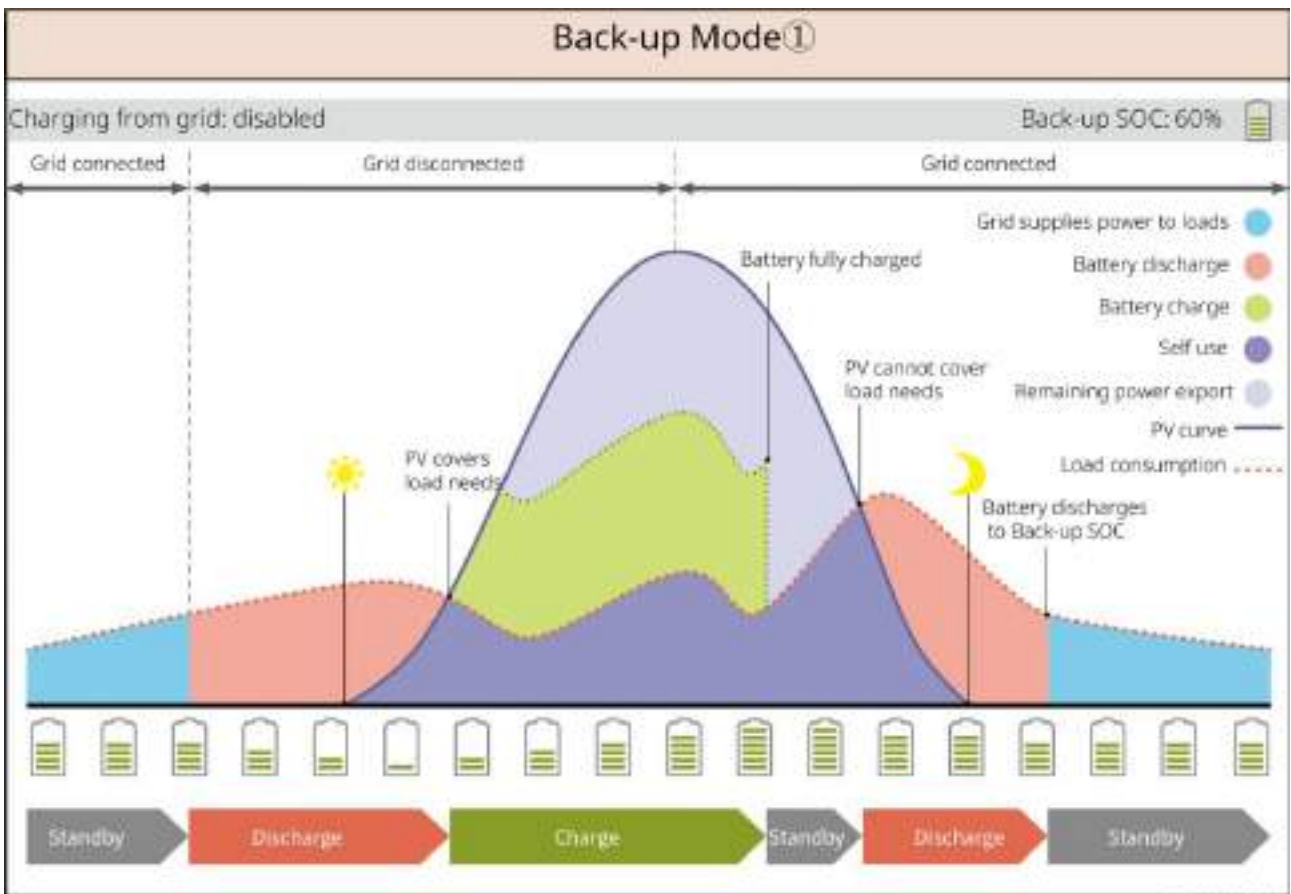 Back-up Mode①
Charging from grid: disabled
Back-up SOC: 60%
Grid connected
Grid disconnected
Grid connected
Grid supplies power to loads
Battery discharge
Battery charge
Self use
Remaining power export
PV curve
Load consumption
Battery fully charged
PV cannot cover
load needs
PV covers
load needs
Battery discharges
to Back-up SOC
Standby
Discharge
Charge
Standby
Discharge
Standby